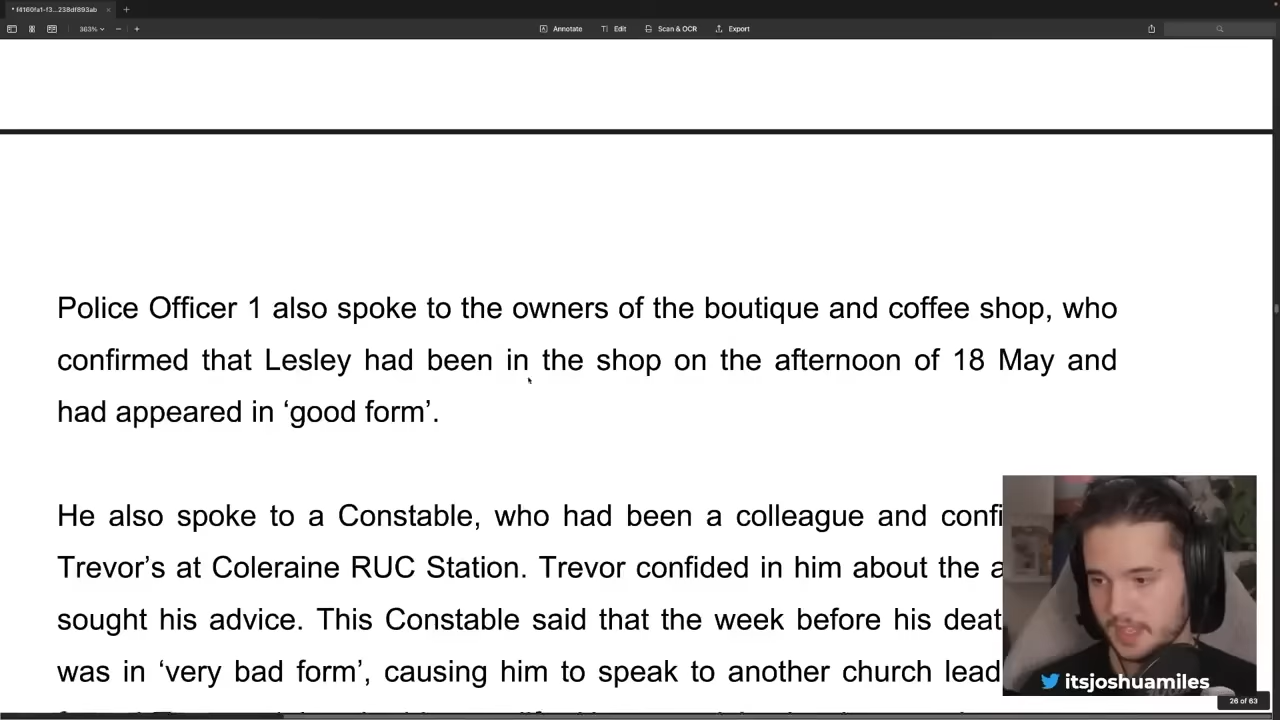 f4160fa1-f3...238df893ab
363%
Annotate
Edit
Scan & OCR
Export
Police Officer 1 also spoke to the owners of the boutique and coffee shop, who
confirmed that Lesley had been in the shop on the afternoon of 18 May and
had appeared in ‘good form’.
He also spoke to a Constable, who had been a colleague and confi
Trevor’s at Coleraine RUC Station. Trevor confided in him about the a
sought his advice. This Constable said that the week before his deat
was in ‘very bad form’, causing him to speak to another church lead
itsjoshuamiles
26 of 63